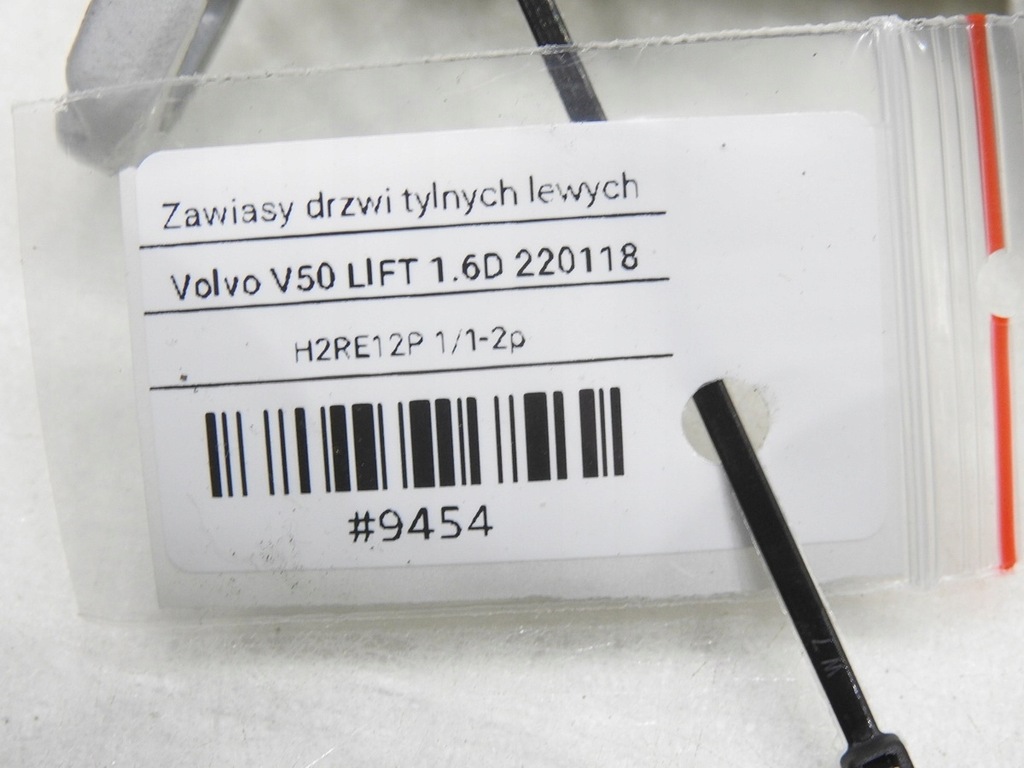 Zawiasy drzwi tylnych lewych
Volvo V50 LIFT 1.6D 220118
H2RE12P 1/1-2p
#9454